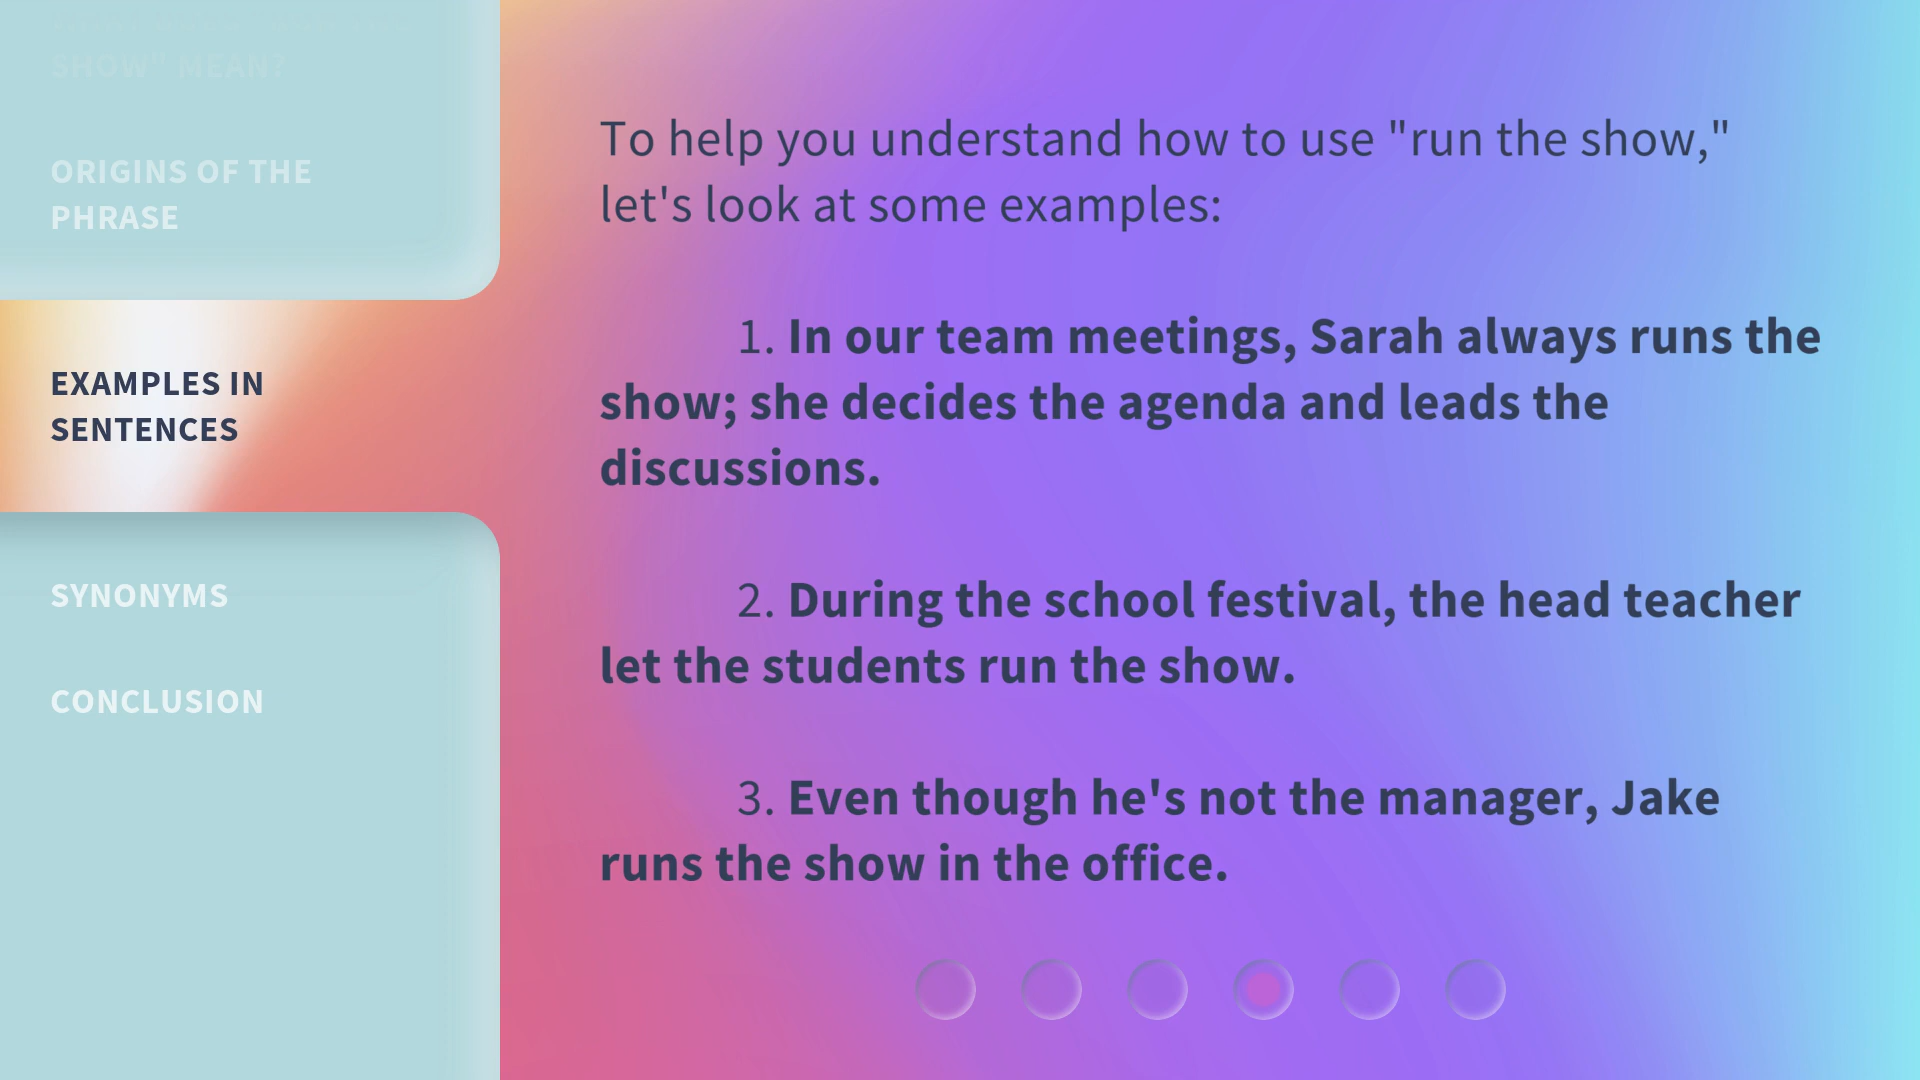 SHOW" MEAN?
ORIGINS OF THE
PHRASE
EXAMPLES IN
SENTENCES
SYNONYMS
CONCLUSION
To help you understand how to use "run the show,"
let's look at some examples:
1. In our team meetings, Sarah always runs the
show; she decides the agenda and leads the
discussions.
2. During the school festival, the head teacher
let the students run the show.
3. Even though he's not the manager, Jake
runs the show in the office.